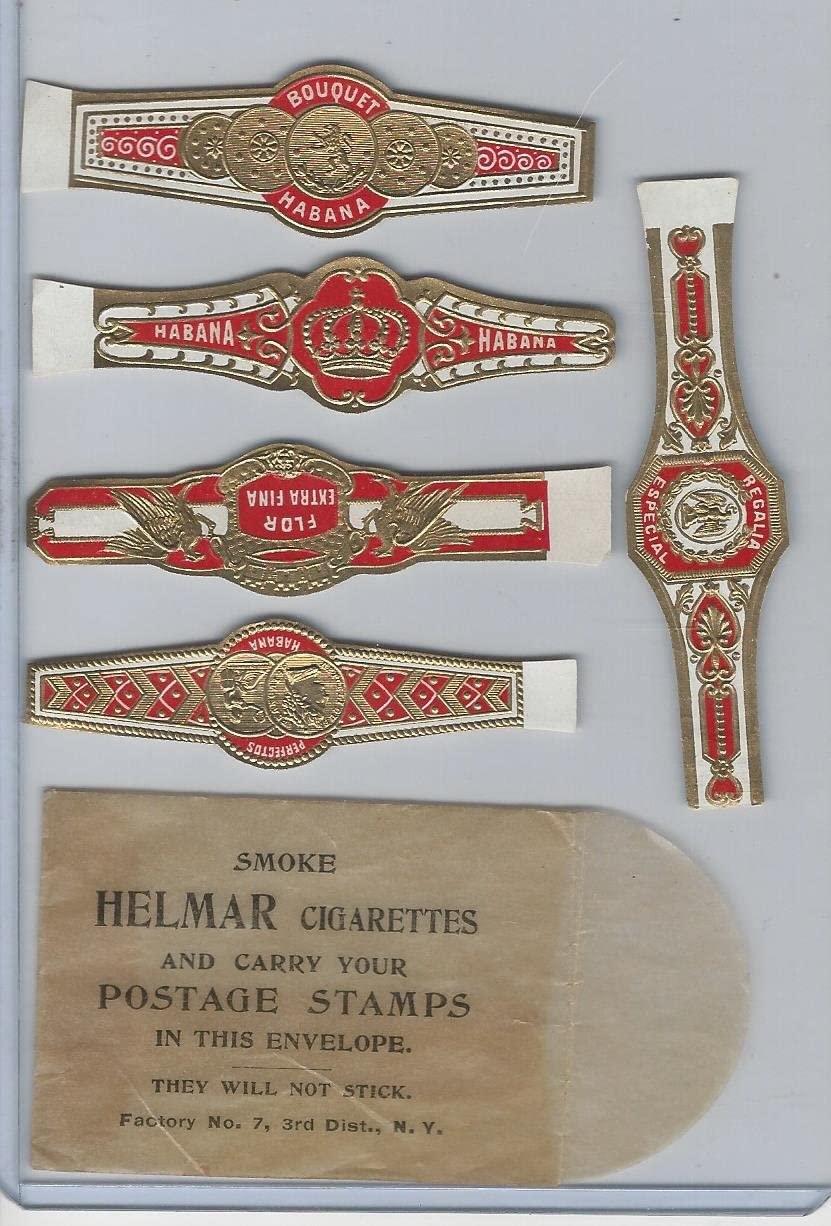 BOUQUET
HABANA
HABANA HABANA
FLOR
EXTRA FINA
HABANA
PERFECTOS
REGALIA
ESPECIAL
SMOKE
HELMAR CIGARETTES
AND CARRY YOUR
POSTAGE STAMPS
IN THIS ENVELOPE.
THEY WILL NOT STICK.
Factory No. 7, 3rd Dist., N. Y.